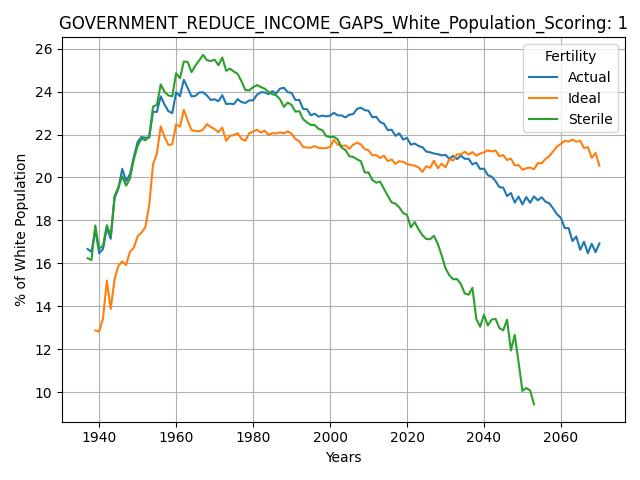 GOVERNMENT_REDUCE_INCOME_GAPS_White_Population_Scoring: 1
Fertility
Actual
Ideal
Sterile
26
24
22
20
18
16
14
12
10
% of White Population
1940
1960
1980
2000
2020
2040
2060
Years